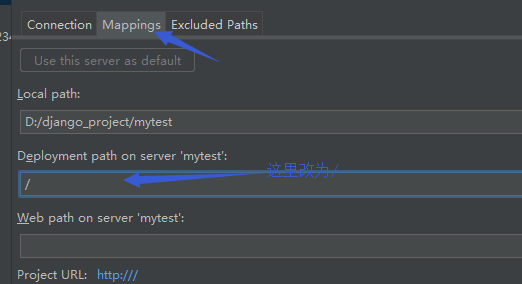 Connection Mappings Excluded Paths
Use this server as default
Local path:
D:/django_project/mytest
Deployment path on server 'mytest':
这里改为 /
/
Web path on server 'mytest':
Project URL: http:///